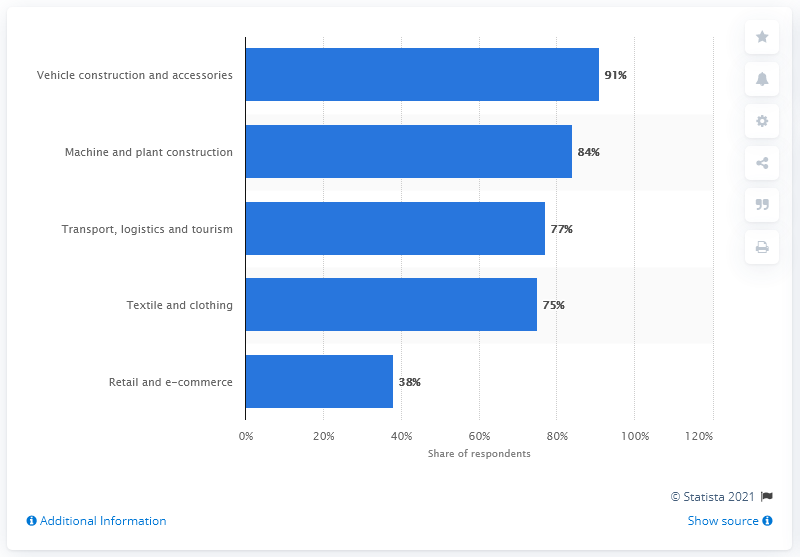 Vehicle construction and accessories
91%
Machine and plant construction
84%
Transport, logistics and tourism
77%
Textile and clothing
75%
Retail and e-commerce
38%
0% 20% 40% 60% 80% 100% 120%
Share of respondents
© Statista 2021
Additional Information
Show source